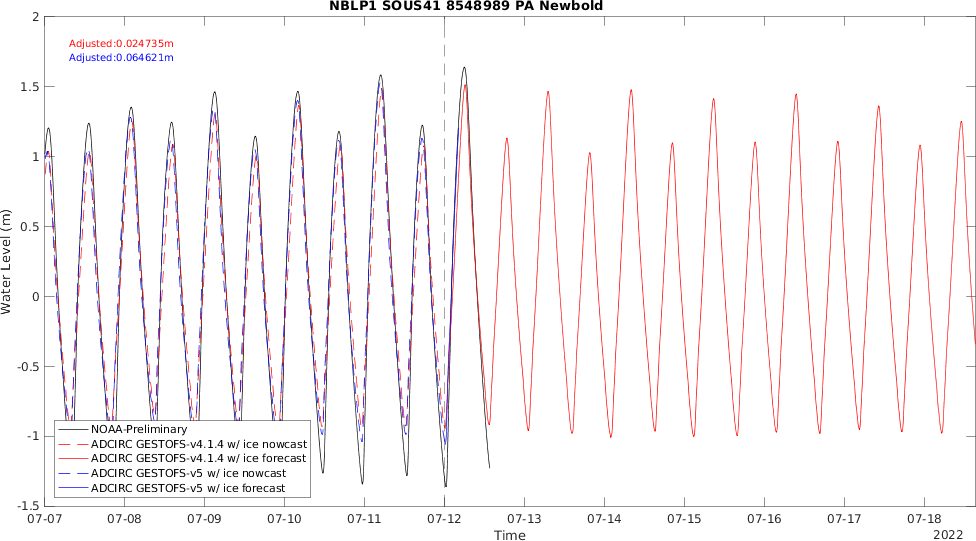 NBLP1 SOUS41 8548989 PA Newbold
2
1.5
1
0.5
0
-0.5
-1
-1.5
Water Level (m)
Adjusted:0.024735m
Adjusted:0.064621m
NOAA-Preliminary
ADCIRC GESTOFS-v4.1.4 w/ ice nowcast
ADCIRC GESTOFS-v4.1.4 w/ ice forecast
ADCIRC GESTOFS-v5 w/ ice nowcast
ADCIRC GESTOFS-v5 w/ ice forecast
07-07 07-08 07-09 07-10 07-11 07-12 07-13 07-14 07-15 07-16 07-17 07-18
Time
2022